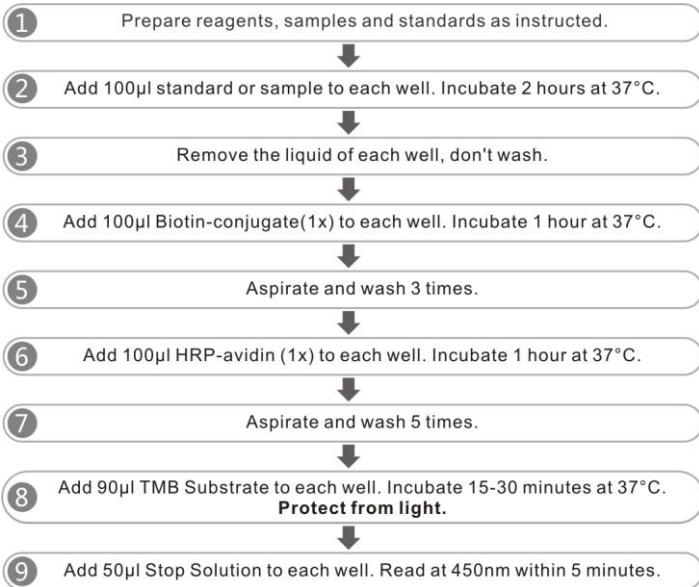 1 Prepare reagents, samples and standards as instructed.
2 Add 100μl standard or sample to each well. Incubate 2 hours at 37°C.
3 Remove the liquid of each well, don't wash.
4 Add 100μl Biotin-conjugate(1x) to each well. Incubate 1 hour at 37°C.
5 Aspirate and wash 3 times.
6 Add 100μl HRP-avidin (1x) to each well. Incubate 1 hour at 37°C.
7 Aspirate and wash 5 times.
8 Add 90μl TMB Substrate to each well. Incubate 15-30 minutes at 37°C.
Protect from light.
9 Add 50μl Stop Solution to each well. Read at 450nm within 5 minutes.